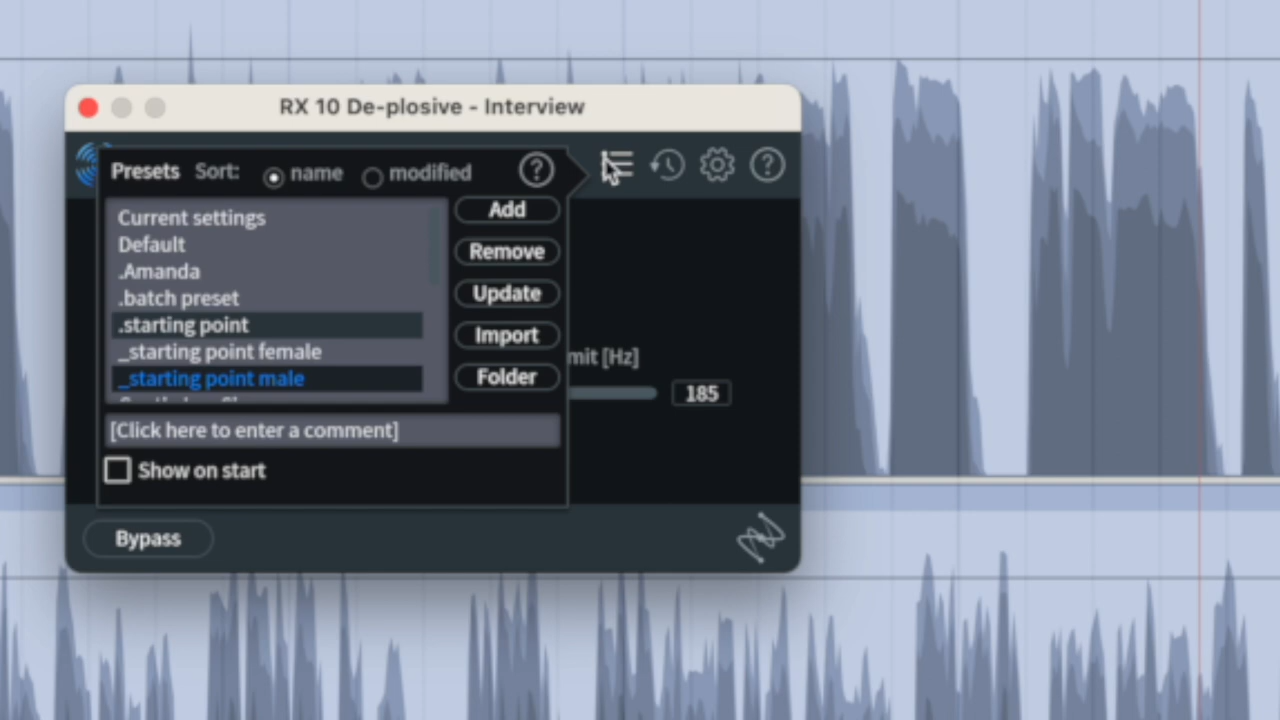 RX 10 De-plosive - Interview
Presets Sort: name modified ?
?
Current settings
Default
.Amanda
.batch preset
.starting point
_starting point female
_starting point male
Add
Remove
Update
Import
Folder
mit [Hz]
185
[Click here to enter a comment]
Show on start
Bypass